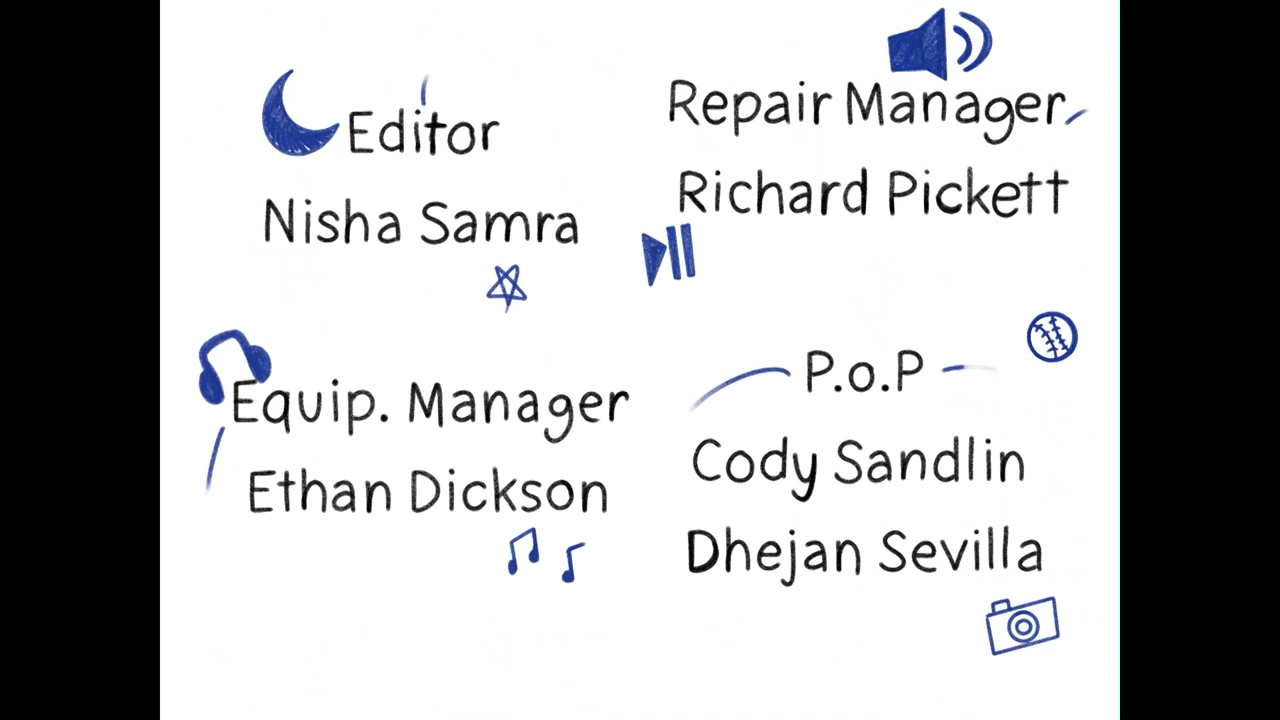 Editor
Nisha Samra
Repair Manager
Richard Pickett
Equip. Manager
Ethan Dickson
P.o.P
Cody Sandlin
Dhejan Sevilla